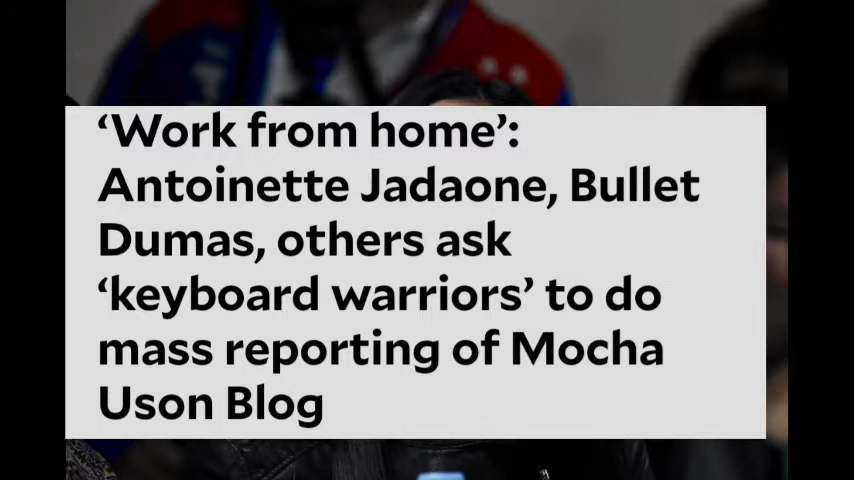 ‘Work from home’:
Antoinette Jadaone, Bullet
Dumas, others ask
‘keyboard warriors’ to do
mass reporting of Mocha
Uson Blog